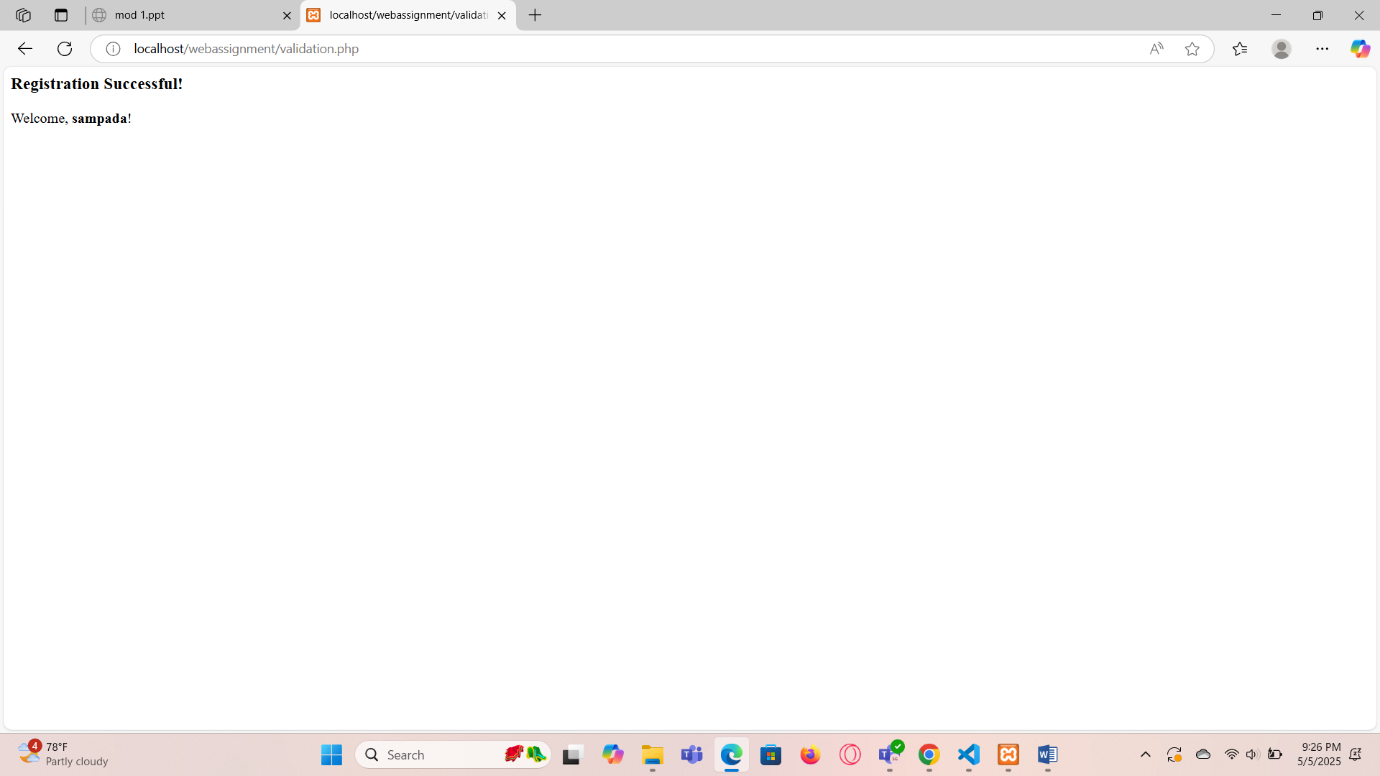 mod 1.ppt
localhost/webassignment/validati
localhost/webassignment/validation.php
Registration Successful!
Welcome, sampada!
4
78°F
Partly cloudy
Search
9:26 PM
5/5/2025